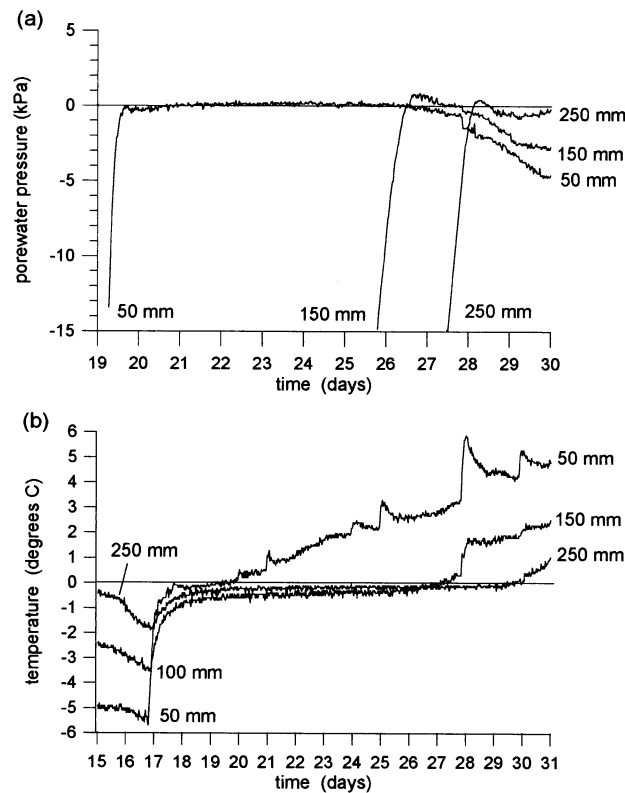 (a)
5
0
-5
-10
-15
porewater pressure (kPa)
250 mm
150 mm
50 mm
50 mm
150 mm
250 mm
19 20 21 22 23 24 25 26 27 28 29 30
time (days)
(b)
6
5
4
3
2
1
0
-1
-2
-3
-4
-5
-6
temperature (degrees C)
50 mm
150 mm
250 mm
250 mm
100 mm
50 mm
15 16 17 18 19 20 21 22 23 24 25 26 27 28 29 30 31
time (days)